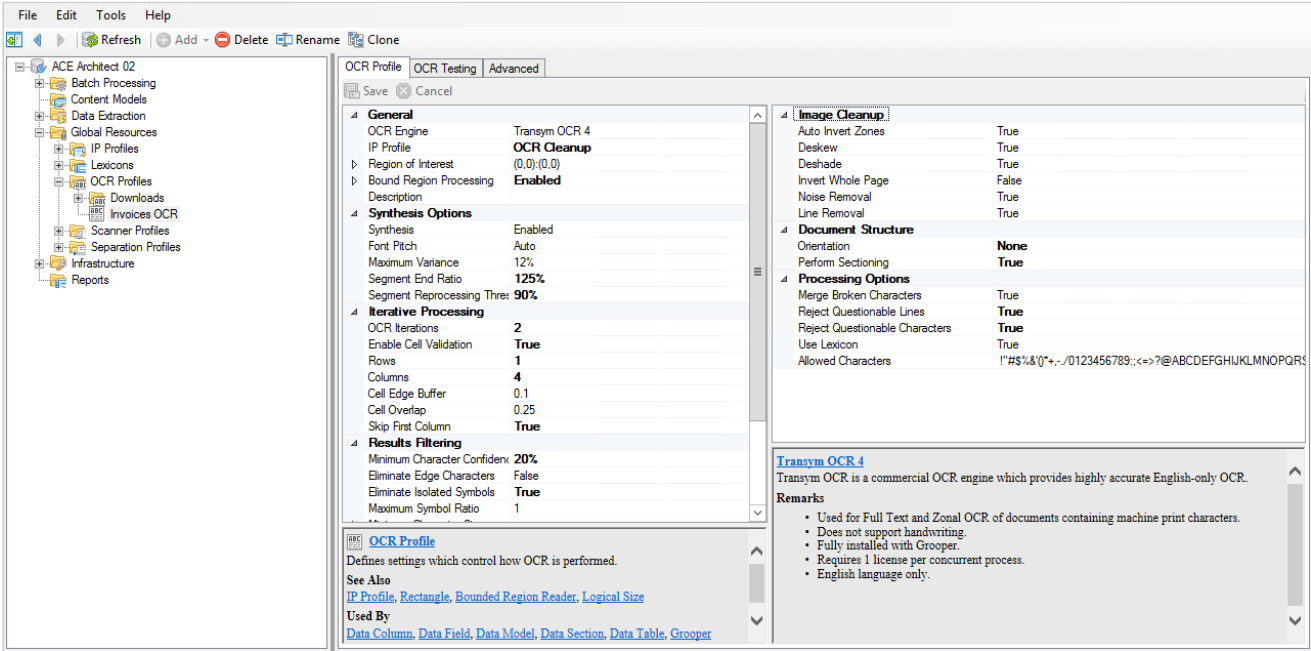 File Edit Tools Help
Refresh Add Delete Rename Clone
ACE Architect 02
Batch Processing
Content Models
Data Extraction
Global Resources
IP Profiles
Lexicons
OCR Profiles
Downloads
Invoices OCR
Scanner Profiles
Separation Profiles
Infrastructure
Reports
OCR Profile OCR Testing Advanced
Save Cancel
General
OCR Engine Transym OCR 4
IP Profile OCR Cleanup
Region of Interest (0,0):(0,0)
Bound Region Processing Enabled
Description
Synthesis Options
Synthesis Enabled
Font Pitch Auto
Maximum Variance 12%
Segment End Ratio 125%
Segment Reprocessing Thres 90%
Iterative Processing
OCR Iterations 2
Enable Cell Validation True
Rows 1
Columns 4
Cell Edge Buffer 0.1
Cell Overlap 0.25
Skip First Column True
Results Filtering
Minimum Character Confidenc 20%
Eliminate Edge Characters False
Eliminate Isolated Symbols True
Maximum Symbol Ratio 1
OCR Profile
Defines settings which control how OCR is performed.
See Also
IP Profile, Rectangle, Bounded Region Reader, Logical Size
Used By
Data Column, Data Field, Data Model, Data Section, Data Table, Grooper
Image Cleanup
Auto Invert Zones True
Deskew True
Deshade True
Invert Whole Page False
Noise Removal True
Line Removal True
Document Structure
Orientation None
Perform Sectioning True
Processing Options
Merge Broken Characters True
Reject Questionable Lines True
Reject Questionable Characters True
Use Lexicon True
Allowed Characters !"#$%&'()*+,-./0123456789:;<=>?@ABCDEFGHIJKLMNOPQRS
Transym OCR 4
Transym OCR is a commercial OCR engine which provides highly accurate English-only OCR.
Remarks
• Used for Full Text and Zonal OCR of documents containing machine print characters.
• Does not support handwriting.
• Fully installed with Grooper.
• Requires 1 license per concurrent process.
• English language only.